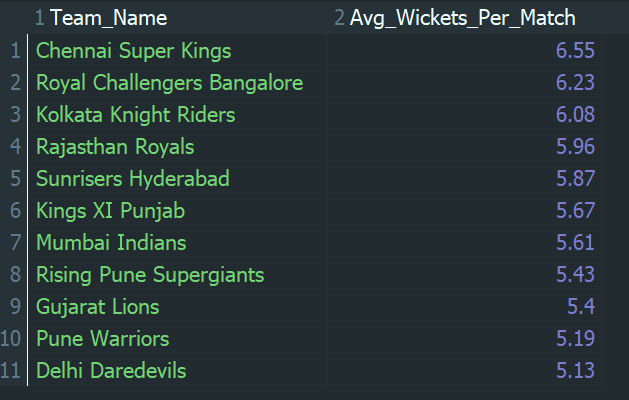 1 Team_Name 2 Avg_Wickets_Per_Match
1 Chennai Super Kings 6.55
2 Royal Challengers Bangalore 6.23
3 Kolkata Knight Riders 6.08
4 Rajasthan Royals 5.96
5 Sunrisers Hyderabad 5.87
6 Kings XI Punjab 5.67
7 Mumbai Indians 5.61
8 Rising Pune Supergiants 5.43
9 Gujarat Lions 5.4
10 Pune Warriors 5.19
11 Delhi Daredevils 5.13